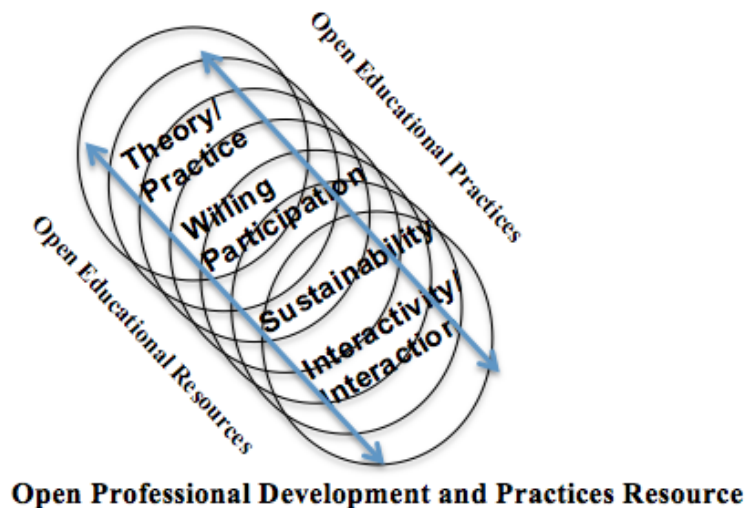 Open Educational Practices
Theory/
Practice
Willing
Participation
Sustainability
Interactivity/
Interaction
Open Educational Resources
Open Professional Development and Practices Resource